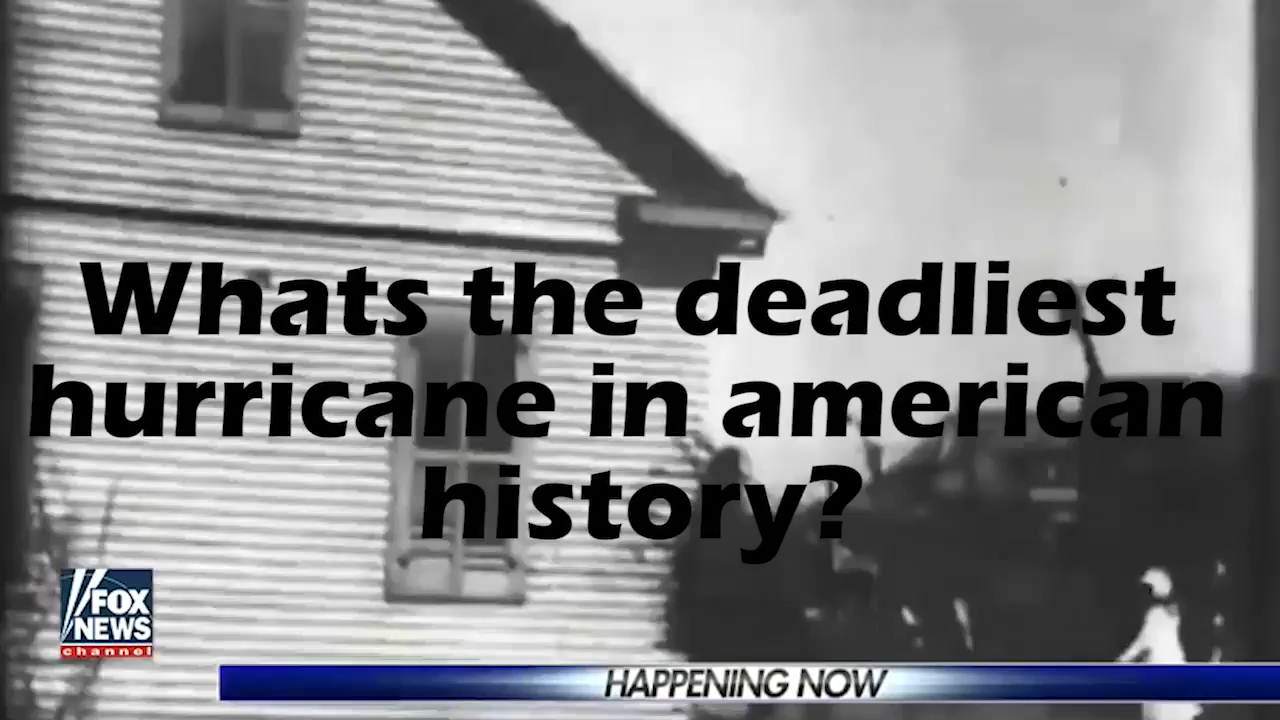 Whats the deadliest
hurricane in american
history?
FOX
NEWS
channel
HAPPENING NOW